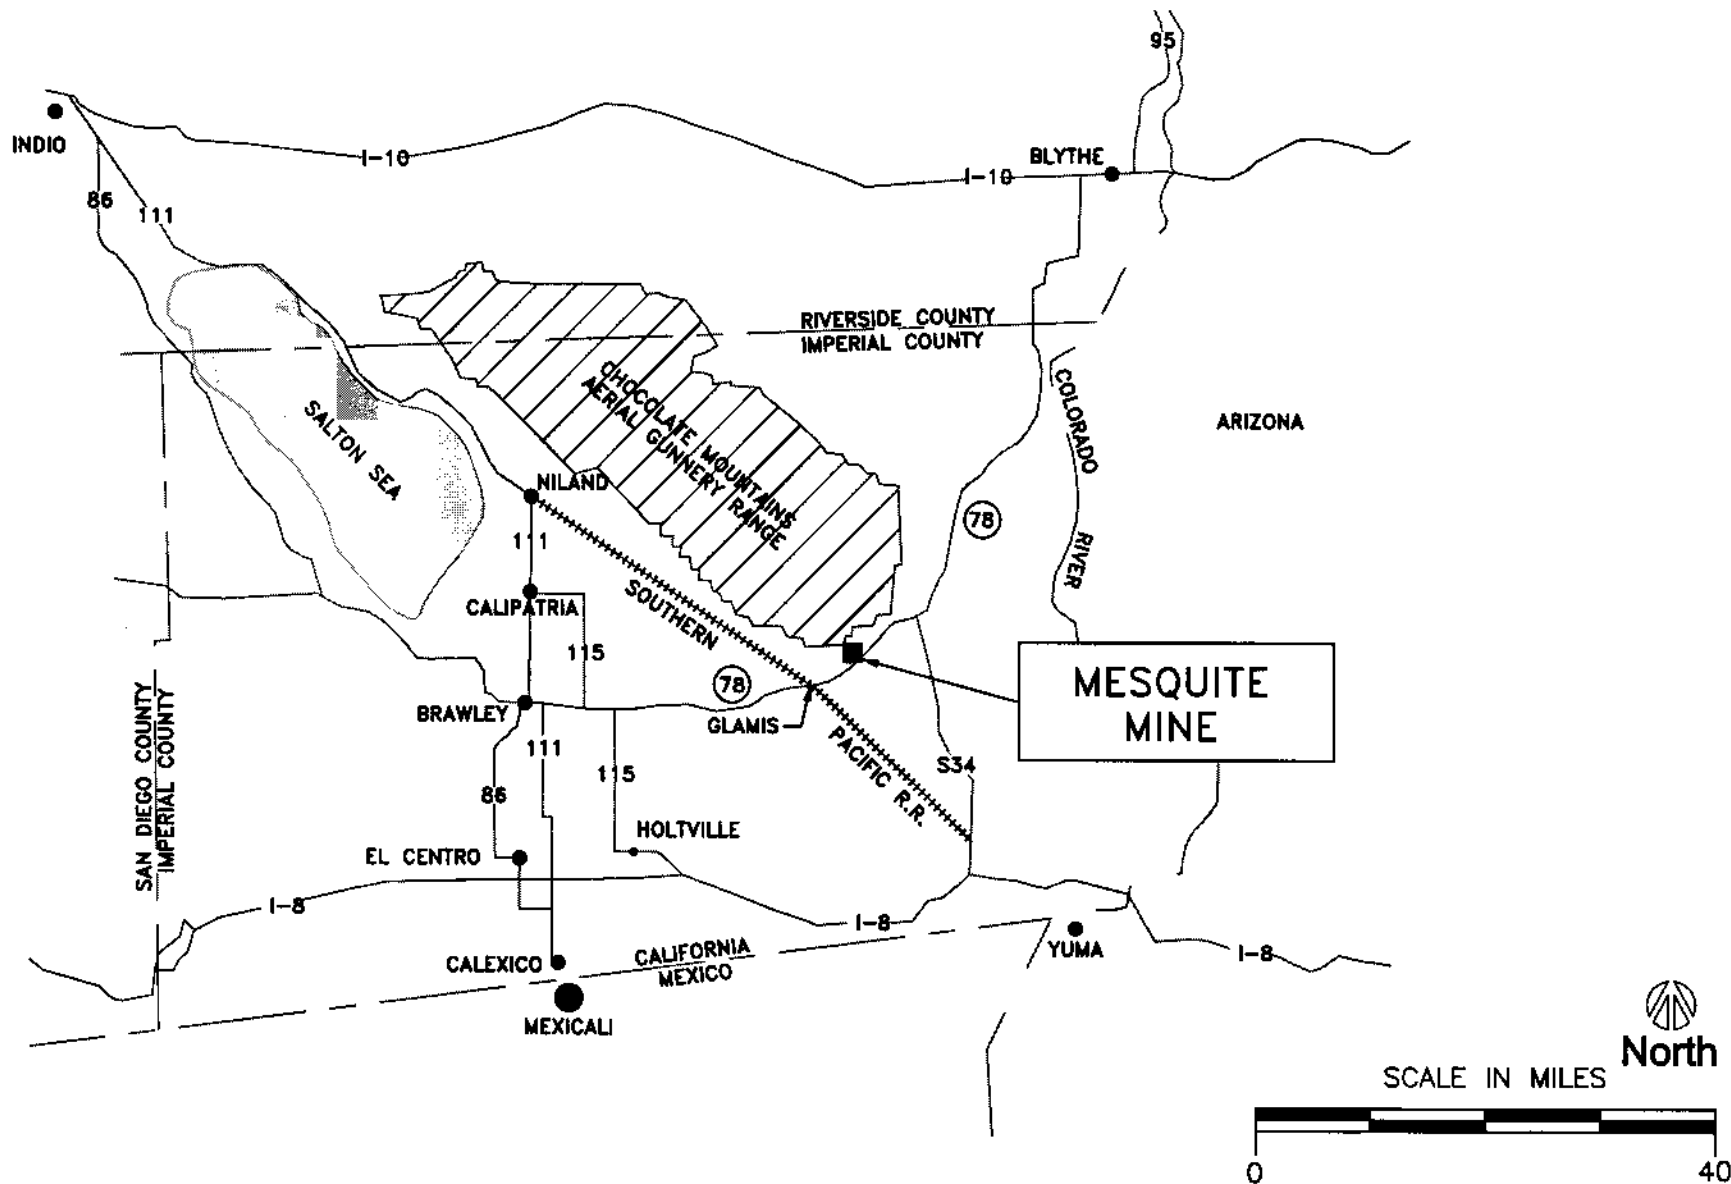 95
INDIO
I-10
BLYTHE
I-10
86
111
RIVERSIDE COUNTY
IMPERIAL COUNTY
CHOCOLATE MOUNTAINS
AERIAL GUNNERY RANGE
SALTON SEA
COLORADO
RIVER
ARIZONA
NILAND
78
111
CALIPATRIA
SOUTHERN
115
78
MESQUITE
MINE
BRAWLEY
GLAMIS
SAN DIEGO COUNTY
IMPERIAL COUNTY
111
115
PACIFIC R.R.
S34
86
HOLTVILLE
EL CENTRO
I-8
I-8
CALIFORNIA
MEXICO
YUMA
I-8
CALEXICO
MEXICALI
North
SCALE IN MILES
0
40